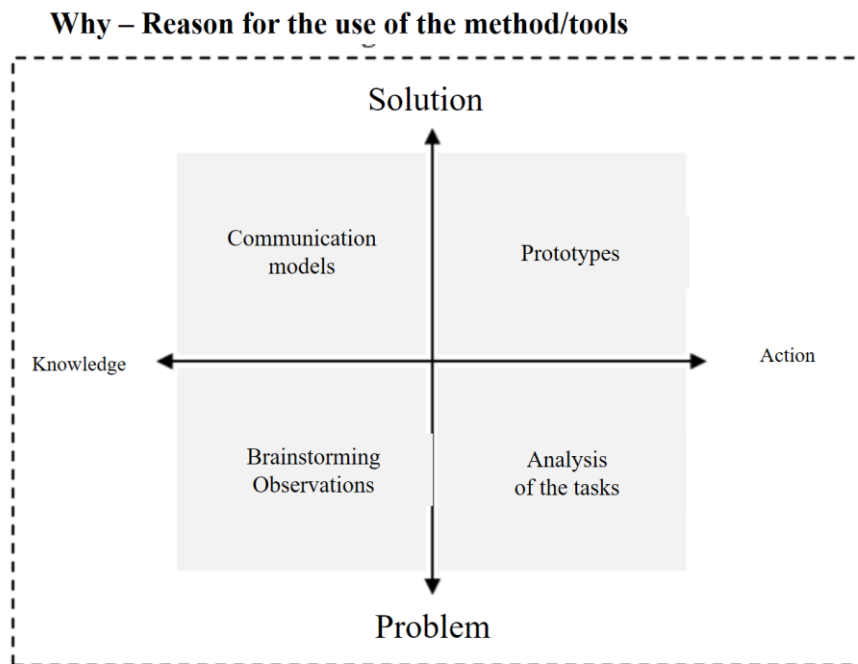 Why – Reason for the use of the method/tools
Solution
Communication
models
Prototypes
Knowledge
Action
Brainstorming
Observations
Analysis
of the tasks
Problem